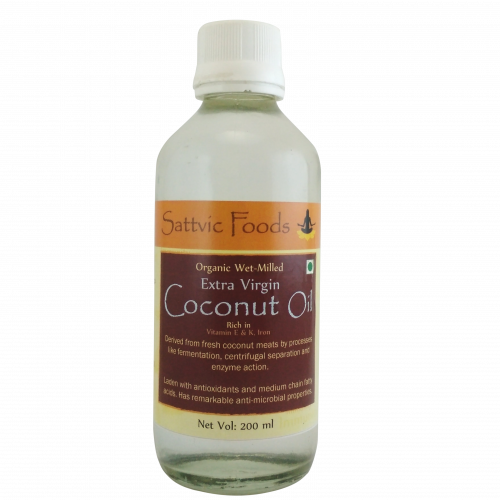 Sattvic Foods
Organic Wet-Milled
Extra Virgin
Coconut Oil
Rich in
Vitamin E & K, Iron
Derived from fresh coconut meats by processes
like fermentation, centrifugal separation and
enzyme action.
Laden with antioxidants and medium chain fatty
acids. Has remarkable anti-microbial properties.
Net Vol: 200 ml